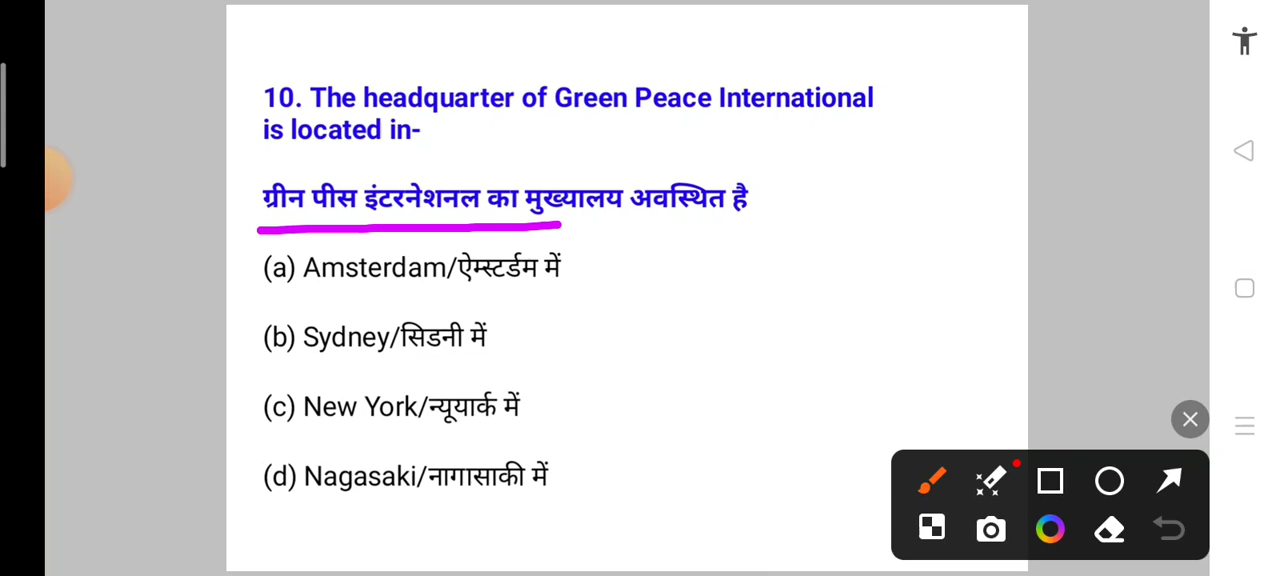 10. The headquarter of Green Peace International
is located in-
ग्रीन पीस इंटरनेशनल का मुख्यालय अवस्थित है
(a) Amsterdam/ऐम्स्टर्डम में
(b) Sydney/सिडनी में
(c) New York/न्यूयार्क में
(d) Nagasaki/नागासाकी में